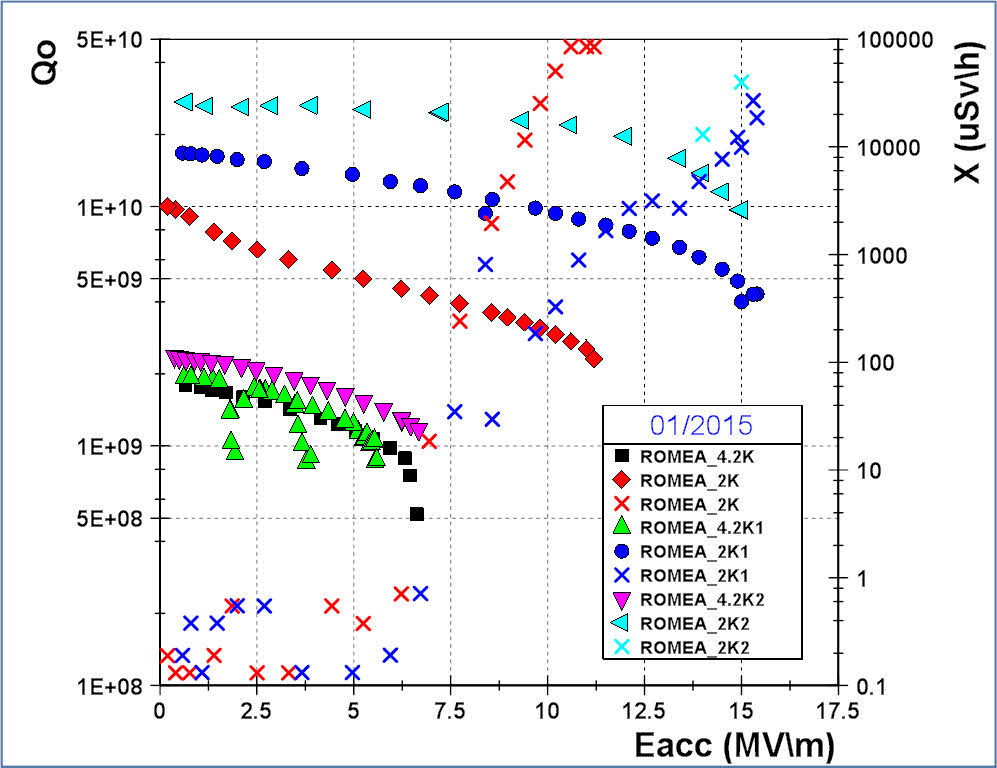 Qo
X (uSv\h)
5E+10
1E+10
5E+09
1E+09
5E+08
1E+08
100000
10000
1000
100
10
1
0.1
01/2015
ROMEA_4.2K
ROMEA_2K
ROMEA_2K
ROMEA_4.2K1
ROMEA_2K1
ROMEA_2K1
ROMEA_4.2K2
ROMEA_2K2
ROMEA_2K2
0 2.5 5 7.5 10 12.5 15 17.5
Eacc (MV\m)